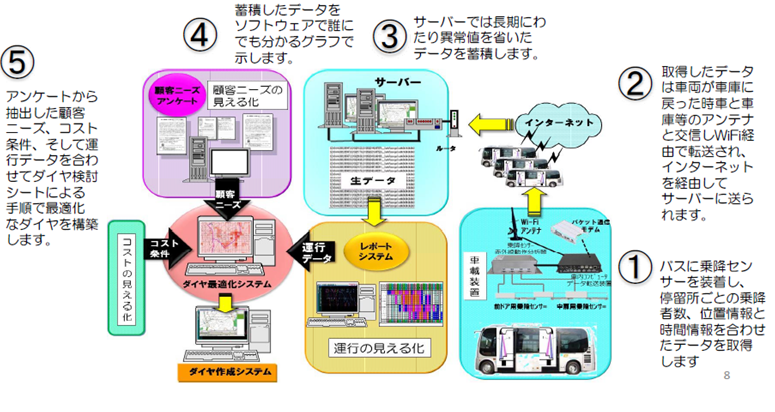 ⑤
アンケートから
抽出した顧客
ニーズ、コスト
条件、そして運
行データを合わ
せてダイヤ検討
シートによる
手順で最適化
なダイヤを構築
します。
④
蓄積したデータを
ソフトウェアで誰に
でも分かるグラフで
示します。
③
サーバーでは長期にわ
たり異常値を省いた
データを蓄積します。
②
取得したデータ
は車両が車庫に
戻った時車と車
庫等のアンテナ
と交信しWiFi経
由で転送され、
インターネット
を経由して
サーバーに送ら
れます。
①
バスに乗降セン
サーを装着し、
停留所ごとの乗降
者数、位置情報と
時間情報を合わせ
たデータを取得
します
顧客ニーズ
アンケート
顧客ニーズの
見える化
顧客
ニーズ
コストの見える化
コスト
条件
ダイヤ最適化システム
ダイヤ作成システム
サーバー
ルータ
生データ
運行
データ
レポート
システム
運行の見える化
インターネット
車載装置
Wi-Fi
アンテナ
パケット通信
モデム
乗降センサー
データ転送装置
前ドア用乗降センサー
中扉用乗降センサー
8